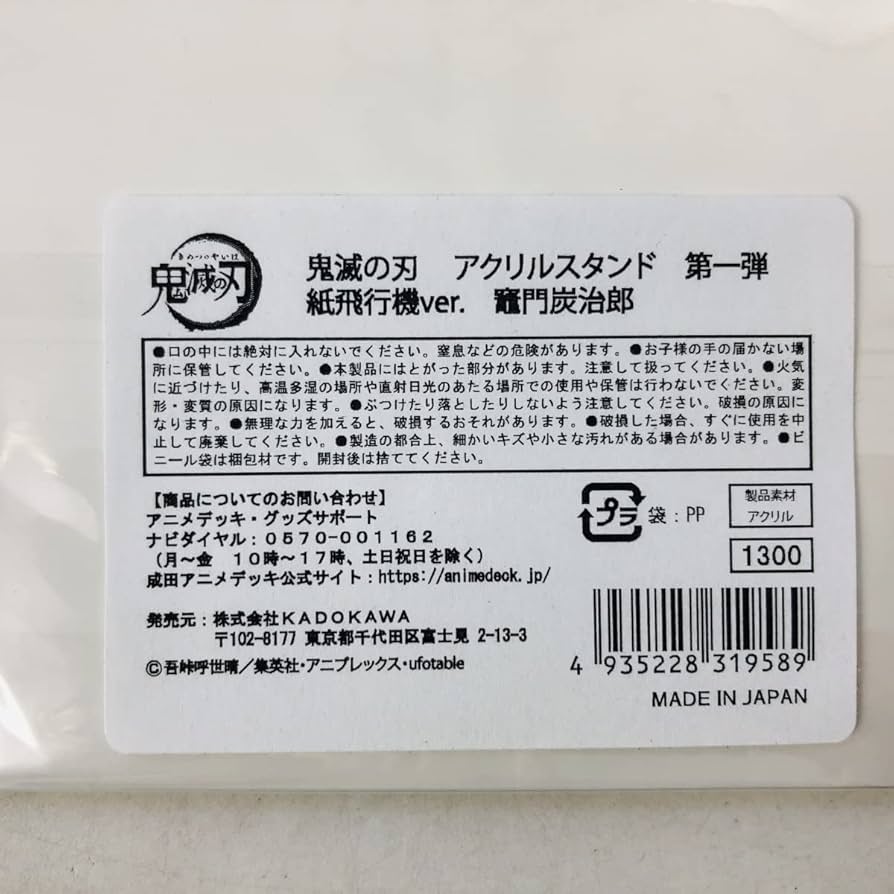 きめつのやいば
鬼滅の刃
鬼滅の刃　アクリルスタンド　第一弾
紙飛行機ver.　竈門炭治郎
●口の中には絶対に入れないでください。窒息などの危険があります。●お子様の手の届かない場
所に保管してください。●本製品にはとがった部分があります。注意して扱ってください。●火気
に近づけたり、高温多湿の場所や直射日光のあたる場所での使用や保管は行わないでください。変
形・変質の原因になります。●ぶつけたり落としたりしないよう注意してください。破損の原因に
なります。●無理な力を加えると、破損するおそれがあります。●破損した場合、すぐに使用を中
止して廃棄してください。●製造の都合上、細かいキズや小さな汚れがある場合があります。●ビ
ニール袋は梱包材です。開封後は捨ててください。
【商品についてのお問い合わせ】
アニメデッキ・グッズサポート
ナビダイヤル：０５７０-００１１６２
（月～金　１０時～１７時、土日祝日を除く）
成田アニメデッキ公式サイト：https://animedeck.jp/
発売元：株式会社ＫＡＤＯＫＡＷＡ
〒102-8177 東京都千代田区富士見 2-13-3
©吾峠呼世晴／集英社・アニプレックス・ufotable
プラ 袋：PP
製品素材
アクリル
1300
4 935228 319589
MADE IN JAPAN